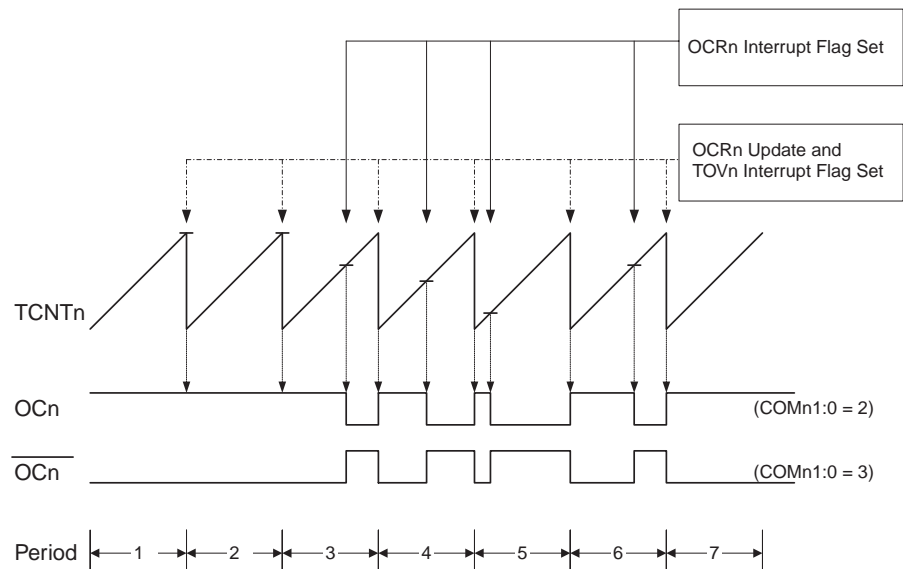 OCRn Interrupt Flag Set
OCRn Update and
TOVn Interrupt Flag Set
TCNTn
OCn
(COMn1:0 = 2)
OCn
(COMn1:0 = 3)
Period
1
2
3
4
5
6
7